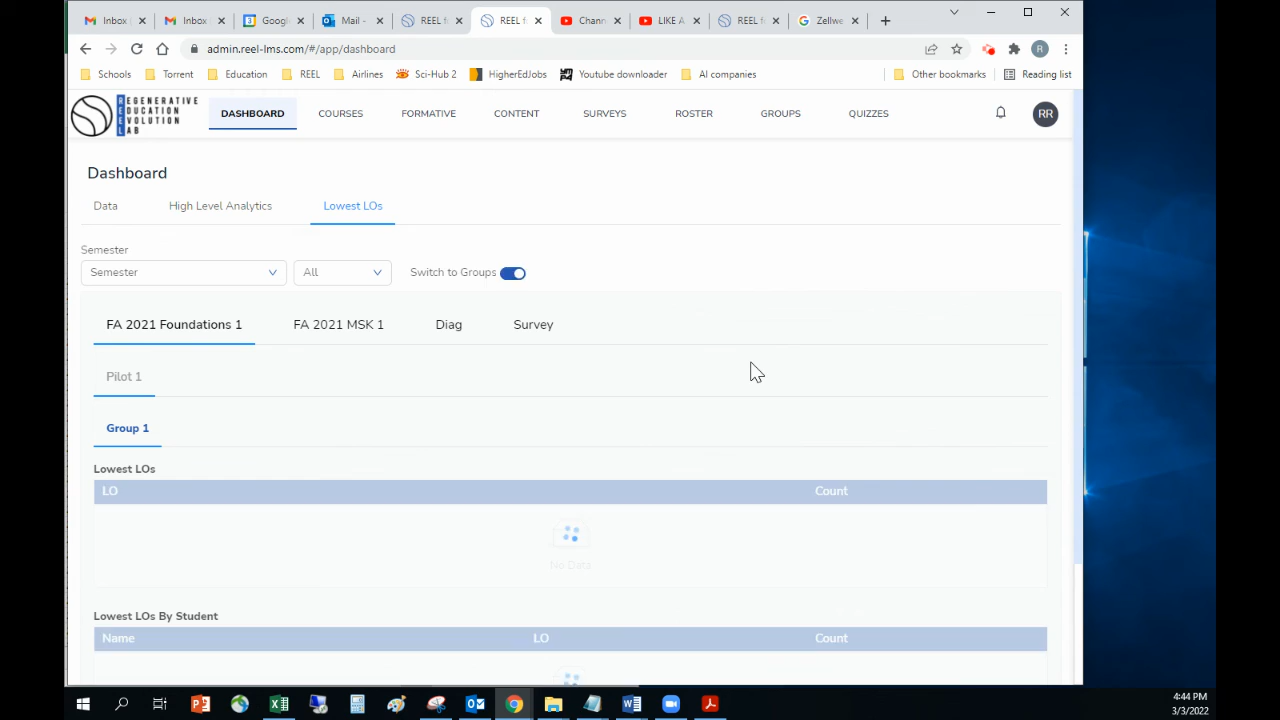 Inbox (
Inbox (
Google
Mail -
REEL fo
REEL fo
Chann
LIKE A
REEL fo
Zellwe
admin.reel-lms.com/#/app/dashboard
Schools
Torrent
Education
REEL
Airlines
Sci-Hub 2
HigherEdJobs
Youtube downloader
AI companies
Other bookmarks
Reading list
REGENERATIVE
EDUCATION
EVOLUTION
LAB
DASHBOARD
COURSES
FORMATIVE
CONTENT
SURVEYS
ROSTER
GROUPS
QUIZZES
RR
Dashboard
Data
High Level Analytics
Lowest LOs
Semester
Semester
All
Switch to Groups
FA 2021 Foundations 1
FA 2021 MSK 1
Diag
Survey
Pilot 1
Group 1
Lowest LOs
LO
Count
No Data
Lowest LOs By Student
Name
LO
Count
4:44 PM
3/3/2022